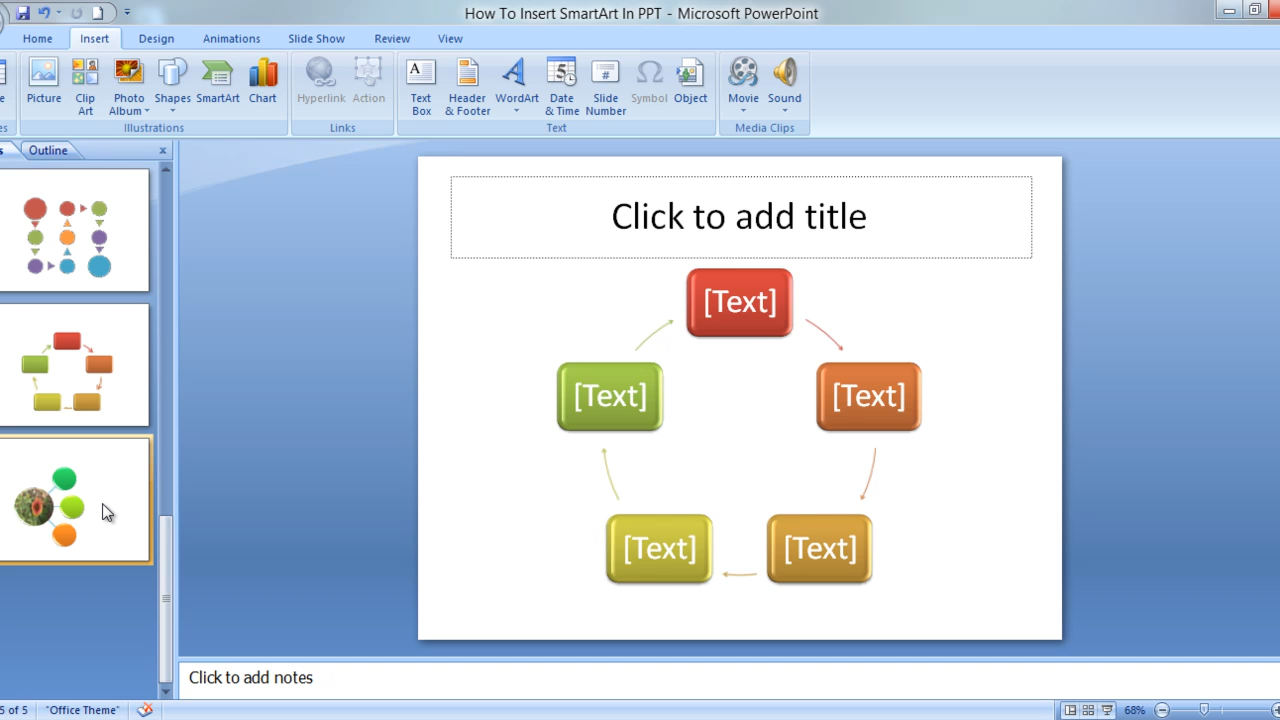 How To Insert SmartArt In PPT - Microsoft PowerPoint
Home Insert Design Animations Slide Show Review View
Picture Clip Art Photo Album Shapes SmartArt Chart Hyperlink Action Text Box Header & Footer WordArt Date & Time Slide Number Symbol Object Movie Sound
Illustrations Links Text Media Clips
Outline
Click to add title
[Text]
[Text]
[Text]
[Text]
[Text]
Click to add notes
5 of 5 "Office Theme" 68%